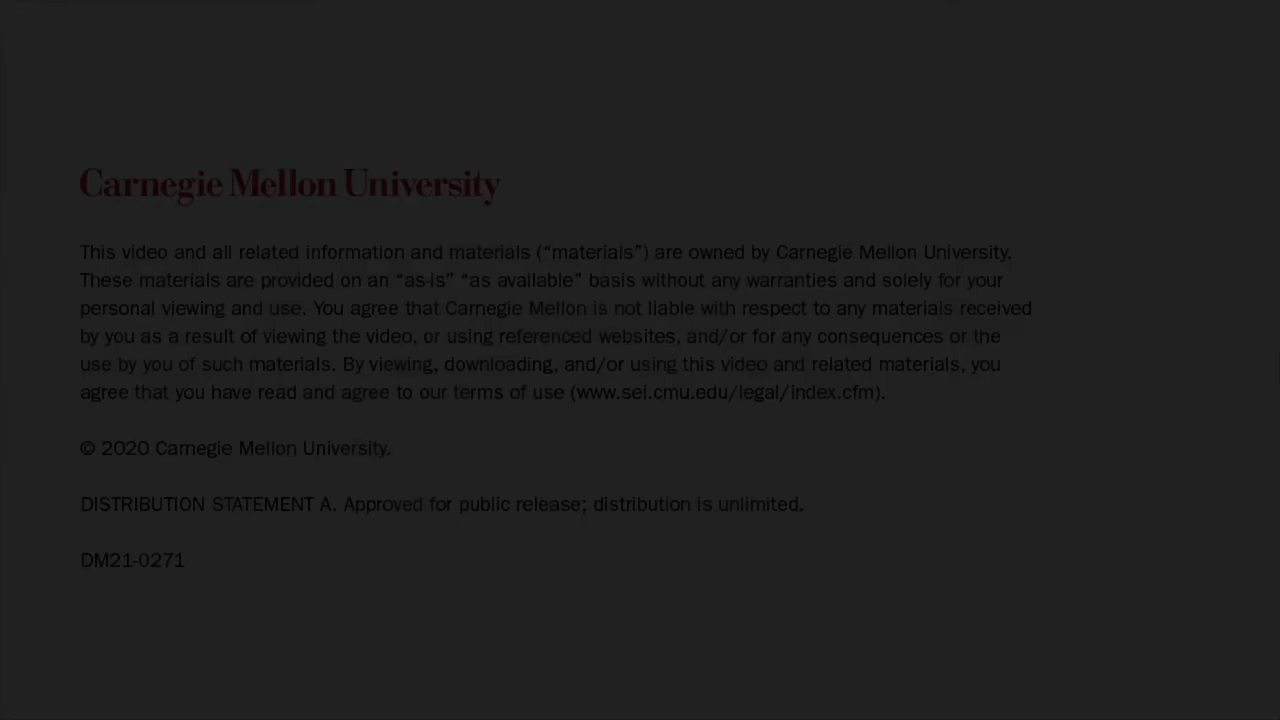 Carnegie Mellon University
This video and all related information and materials (“materials”) are owned by Carnegie Mellon University.
These materials are provided on an “as-is” “as available” basis without any warranties and solely for your
personal viewing and use. You agree that Carnegie Mellon is not liable with respect to any materials received
by you as a result of viewing the video, or using referenced websites, and/or for any consequences or the
use by you of such materials. By viewing, downloading, and/or using this video and related materials, you
agree that you have read and agree to our terms of use (www.sei.cmu.edu/legal/index.cfm).
© 2020 Carnegie Mellon University.
DISTRIBUTION STATEMENT A. Approved for public release; distribution is unlimited.
DM21-0271